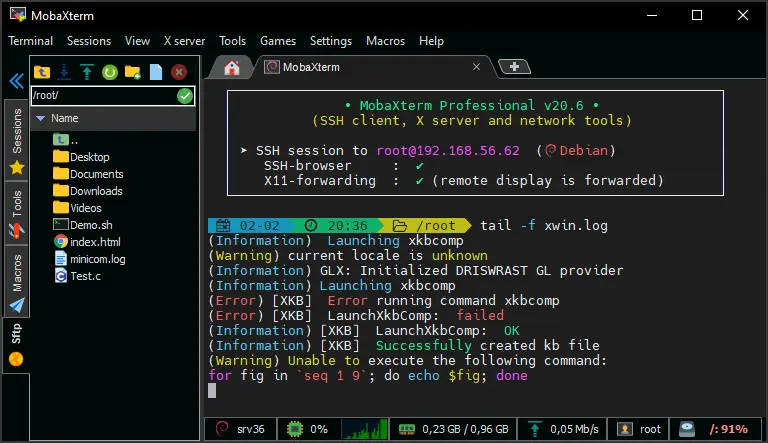 MobaXterm
Terminal Sessions View X server Tools Games Settings Macros Help
MobaXterm
/root/
Name
..
Desktop
Documents
Downloads
Videos
Demo.sh
index.html
minicom.log
Test.c
Sessions
Tools
Macros
Sftp
• MobaXterm Professional v20.6 •
(SSH client, X server and network tools)
➤ SSH session to root@192.168.56.62 (Debian)
SSH-browser : ✔
X11-forwarding : ✔ (remote display is forwarded)
02-02 20:36 /root tail -f xwin.log
(Information) Launching xkbcomp
(Warning) current locale is unknown
(Information) GLX: Initialized DRISWRAST GL provider
(Information) Launching xkbcomp
(Error) [XKB] Error running command xkbcomp
(Error) [XKB] LaunchXkbComp: failed
(Information) [XKB] LaunchXkbComp: OK
(Information) [XKB] Successfully created kb file
(Warning) Unable to execute the following command:
for fig in `seq 1 9`; do echo $fig; done
srv36 0% 0,23 GB / 0,96 GB 0,05 Mb/s root /: 91%